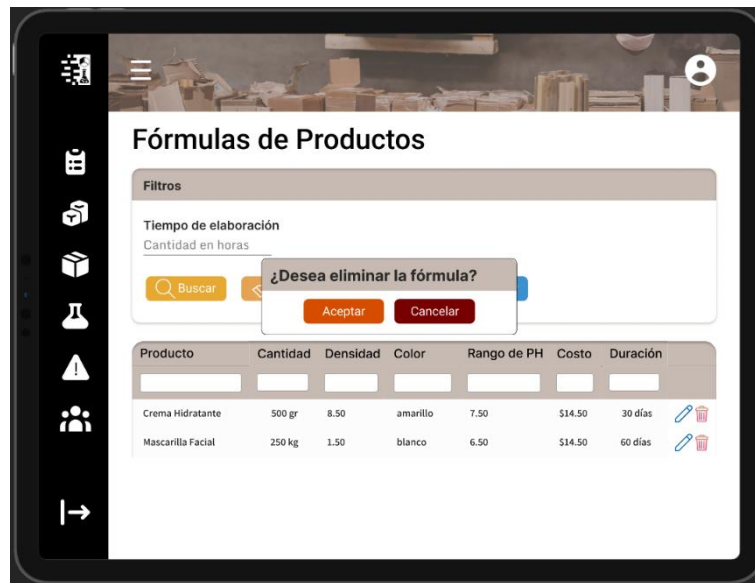 Fórmulas de Productos
Filtros
Tiempo de elaboración
Cantidad en horas
Buscar
¿Desea eliminar la fórmula?
Aceptar Cancelar
Producto Cantidad Densidad Color Rango de PH Costo Duración
Crema Hidratante 500 gr 8.50 amarillo 7.50 $14.50 30 días
Mascarilla Facial 250 kg 1.50 blanco 6.50 $14.50 60 días